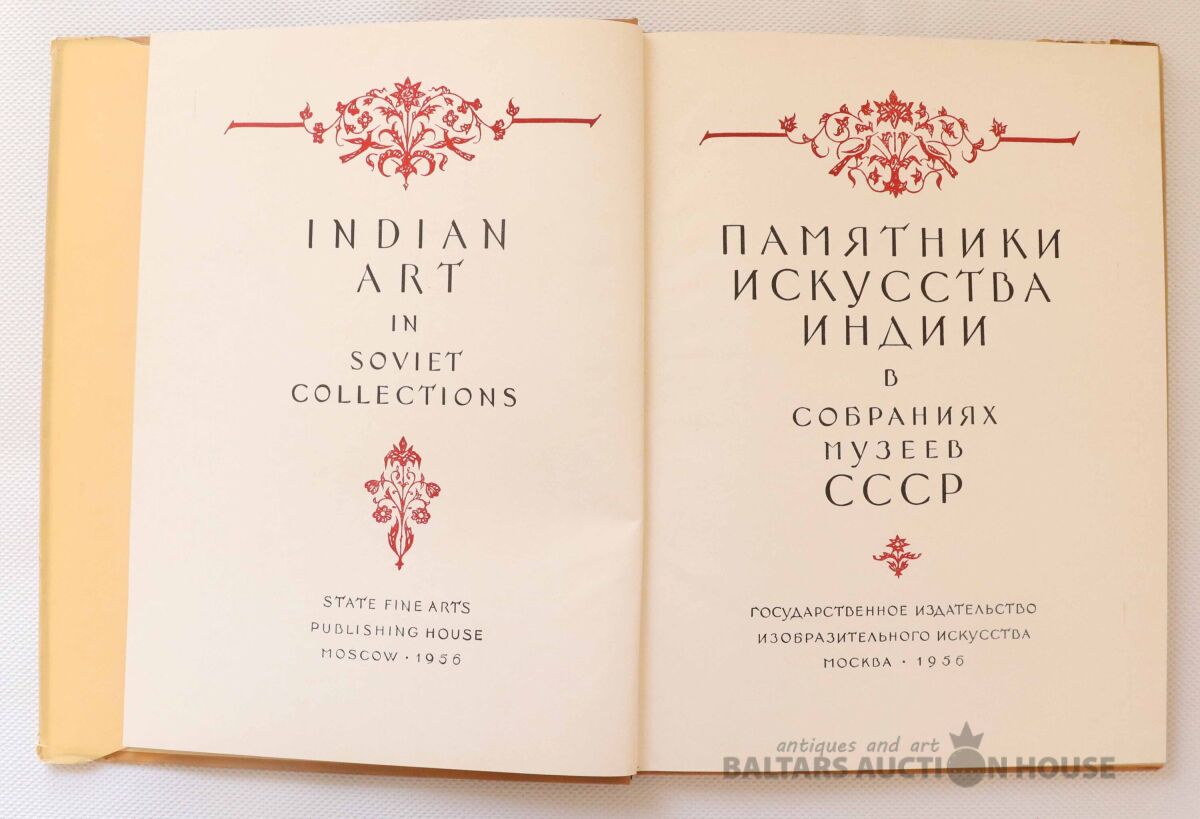 INDIAN
ART
IN
SOVIET
COLLECTIONS
STATE FINE ARTS
PUBLISHING HOUSE
MOSCOW · 1956
ПАМЯТНИКИ
ИСКУССТВА
ИНДИИ
В
СОБРАНИЯХ
МУЗЕЕВ
СССР
ГОСУДАРСТВЕННОЕ ИЗДАТЕЛЬСТВО
ИЗОБРАЗИТЕЛЬНОГО ИСКУССТВА
МОСКВА · 1956
antiques and art
BALTARS AUCTION HOUSE